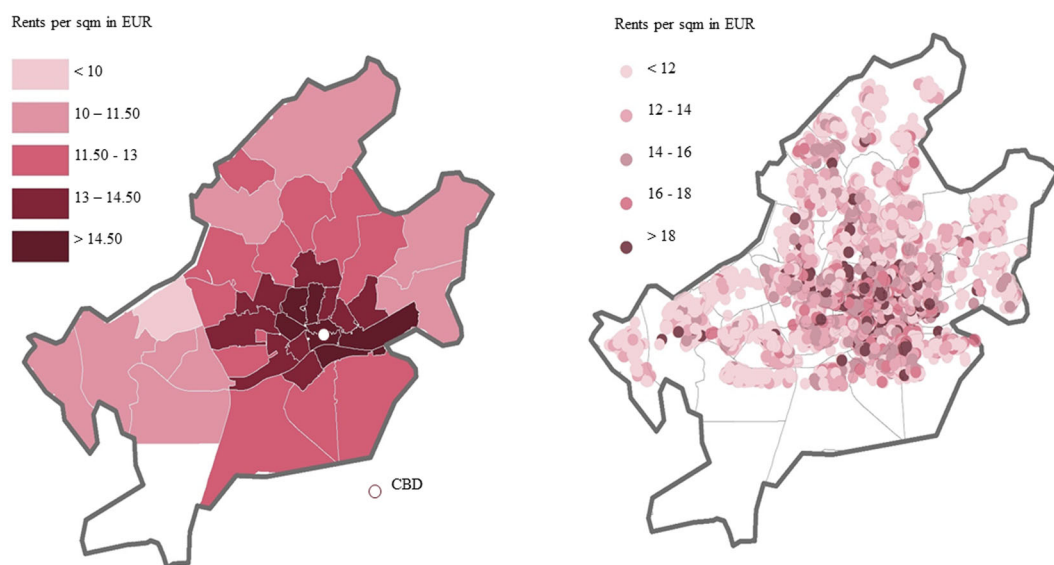 Rents per sqm in EUR
< 10
10 – 11.50
11.50 - 13
13 – 14.50
> 14.50
CBD
Rents per sqm in EUR
< 12
12 - 14
14 - 16
16 - 18
> 18